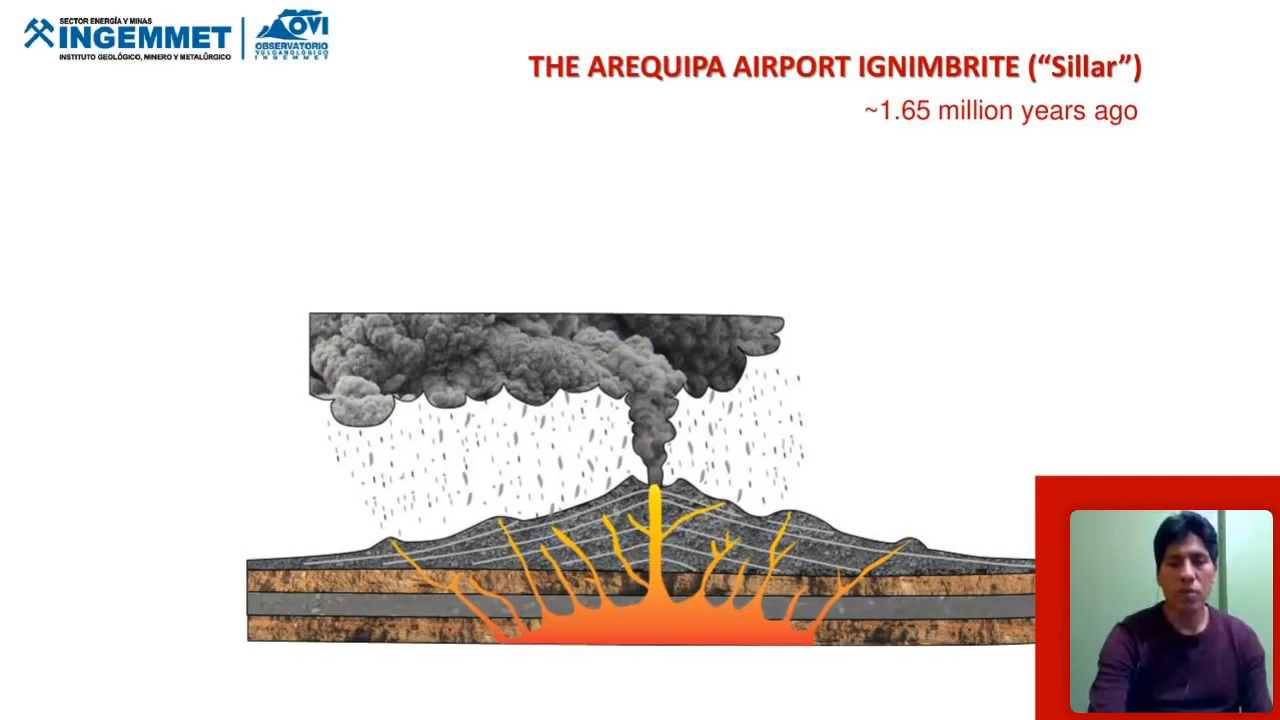 SECTOR ENERGÍA Y MINAS
INGEMMET
INSTITUTO GEOLÓGICO, MINERO Y METALÚRGICO
OVI
OBSERVATORIO
VULCANOLÓGICO
INGEMMET
THE AREQUIPA AIRPORT IGNIMBRITE (“Sillar”)
~1.65 million years ago